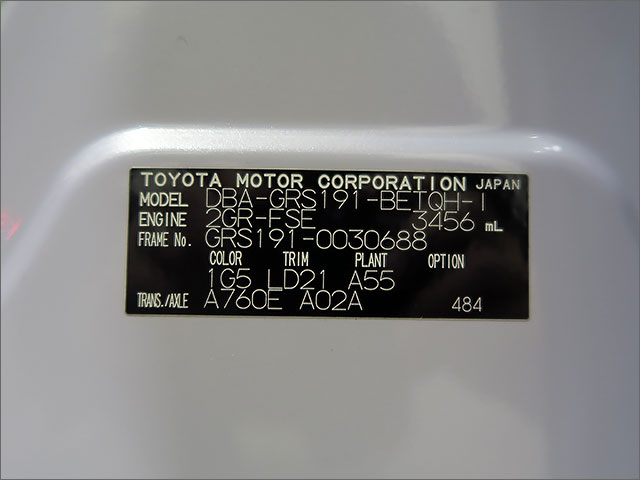 TOYOTA MOTOR CORPORATION JAPAN
MODEL DBA-GRS191-BETQH-I
ENGINE 2GR-FSE 3456 mL
FRAME No. GRS191-0030688
COLOR TRIM PLANT OPTION
1G5 LD21 A55
TRANS./AXLE A760E A02A 484